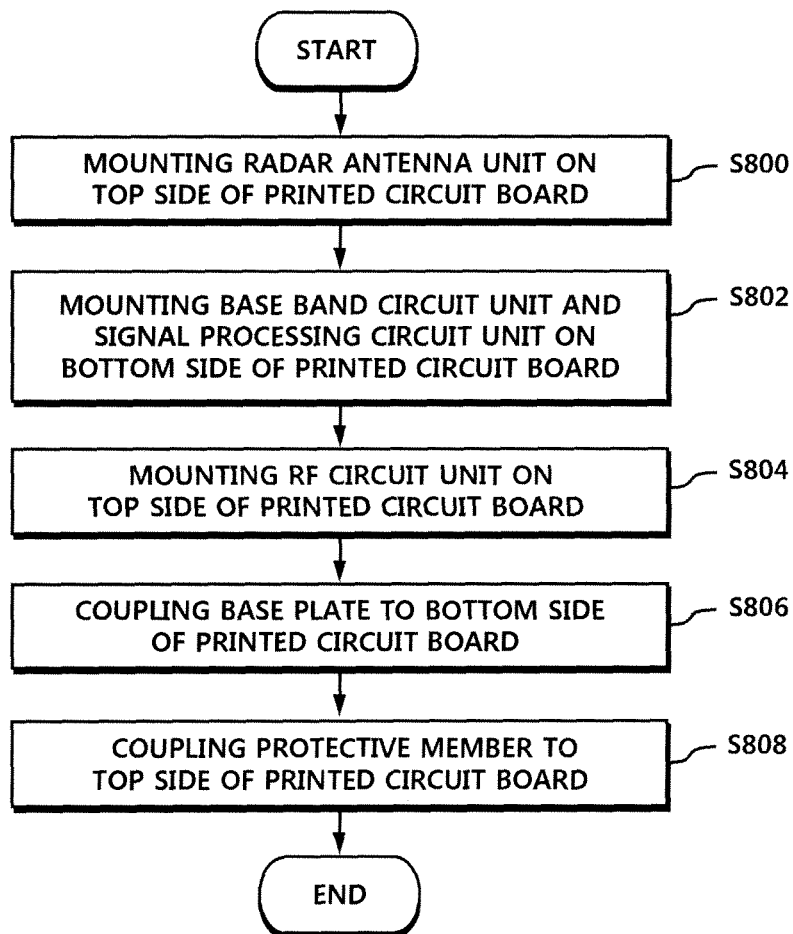 START
MOUNTING RADAR ANTENNA UNIT ON
TOP SIDE OF PRINTED CIRCUIT BOARD
S800
MOUNTING BASE BAND CIRCUIT UNIT AND
SIGNAL PROCESSING CIRCUIT UNIT ON
BOTTOM SIDE OF PRINTED CIRCUIT BOARD
S802
MOUNTING RF CIRCUIT UNIT ON
TOP SIDE OF PRINTED CIRCUIT BOARD
S804
COUPLING BASE PLATE TO BOTTOM SIDE
OF PRINTED CIRCUIT BOARD
S806
COUPLING PROTECTIVE MEMBER TO
TOP SIDE OF PRINTED CIRCUIT BOARD
S808
END